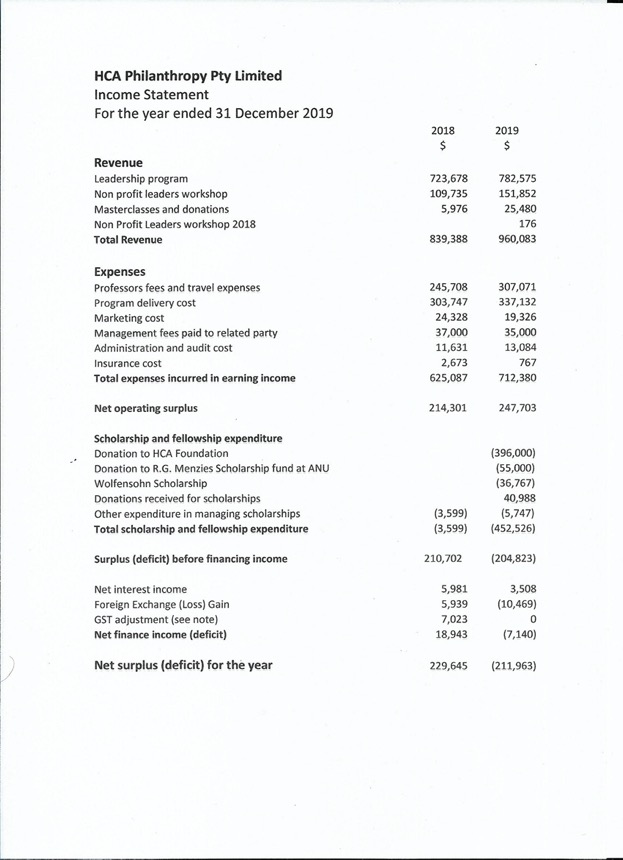 HCA Philanthropy Pty Limited
Income Statement
For the year ended 31 December 2019
2018 2019
$ $
Revenue
Leadership program 723,678 782,575
Non profit leaders workshop 109,735 151,852
Masterclasses and donations 5,976 25,480
Non Profit Leaders workshop 2018 176
Total Revenue 839,388 960,083
Expenses
Professors fees and travel expenses 245,708 307,071
Program delivery cost 303,747 337,132
Marketing cost 24,328 19,326
Management fees paid to related party 37,000 35,000
Administration and audit cost 11,631 13,084
Insurance cost 2,673 767
Total expenses incurred in earning income 625,087 712,380
Net operating surplus 214,301 247,703
Scholarship and fellowship expenditure
Donation to HCA Foundation (396,000)
Donation to R.G. Menzies Scholarship fund at ANU (55,000)
Wolfensohn Scholarship (36,767)
Donations received for scholarships 40,988
Other expenditure in managing scholarships (3,599) (5,747)
Total scholarship and fellowship expenditure (3,599) (452,526)
Surplus (deficit) before financing income 210,702 (204,823)
Net interest income 5,981 3,508
Foreign Exchange (Loss) Gain 5,939 (10,469)
GST adjustment (see note) 7,023 0
Net finance income (deficit) 18,943 (7,140)
Net surplus (deficit) for the year 229,645 (211,963)